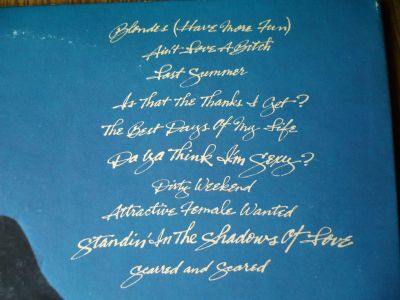 Blondes (Have More Fun)
Ain't Love A Bitch
Last Summer
Is That the Thanks I Get?
The Best Days Of My Life
Da Ya Think I'm Sexy?
Dirty Weekend
Attractive Female Wanted
Standin' In The Shadows Of Love
Scarred and Scared